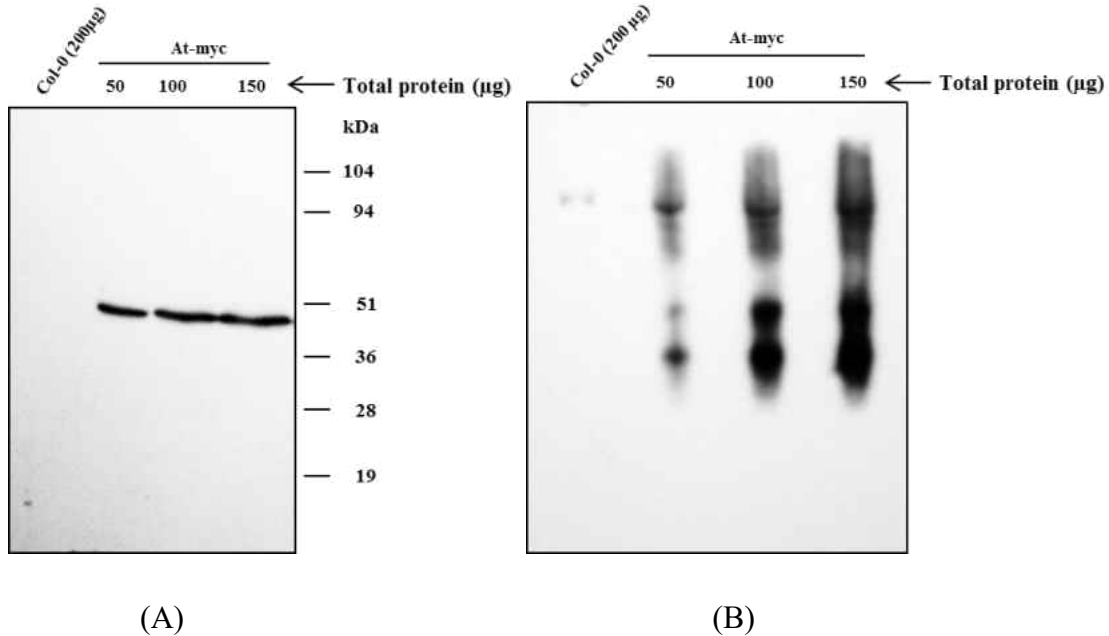 Col-0 (200µg)
At-myc
50 100 150
Total protein (µg)
kDa
104
94
51
36
28
19
(A)
Col-0 (200 µg)
At-myc
50 100 150
Total protein (µg)
(B)